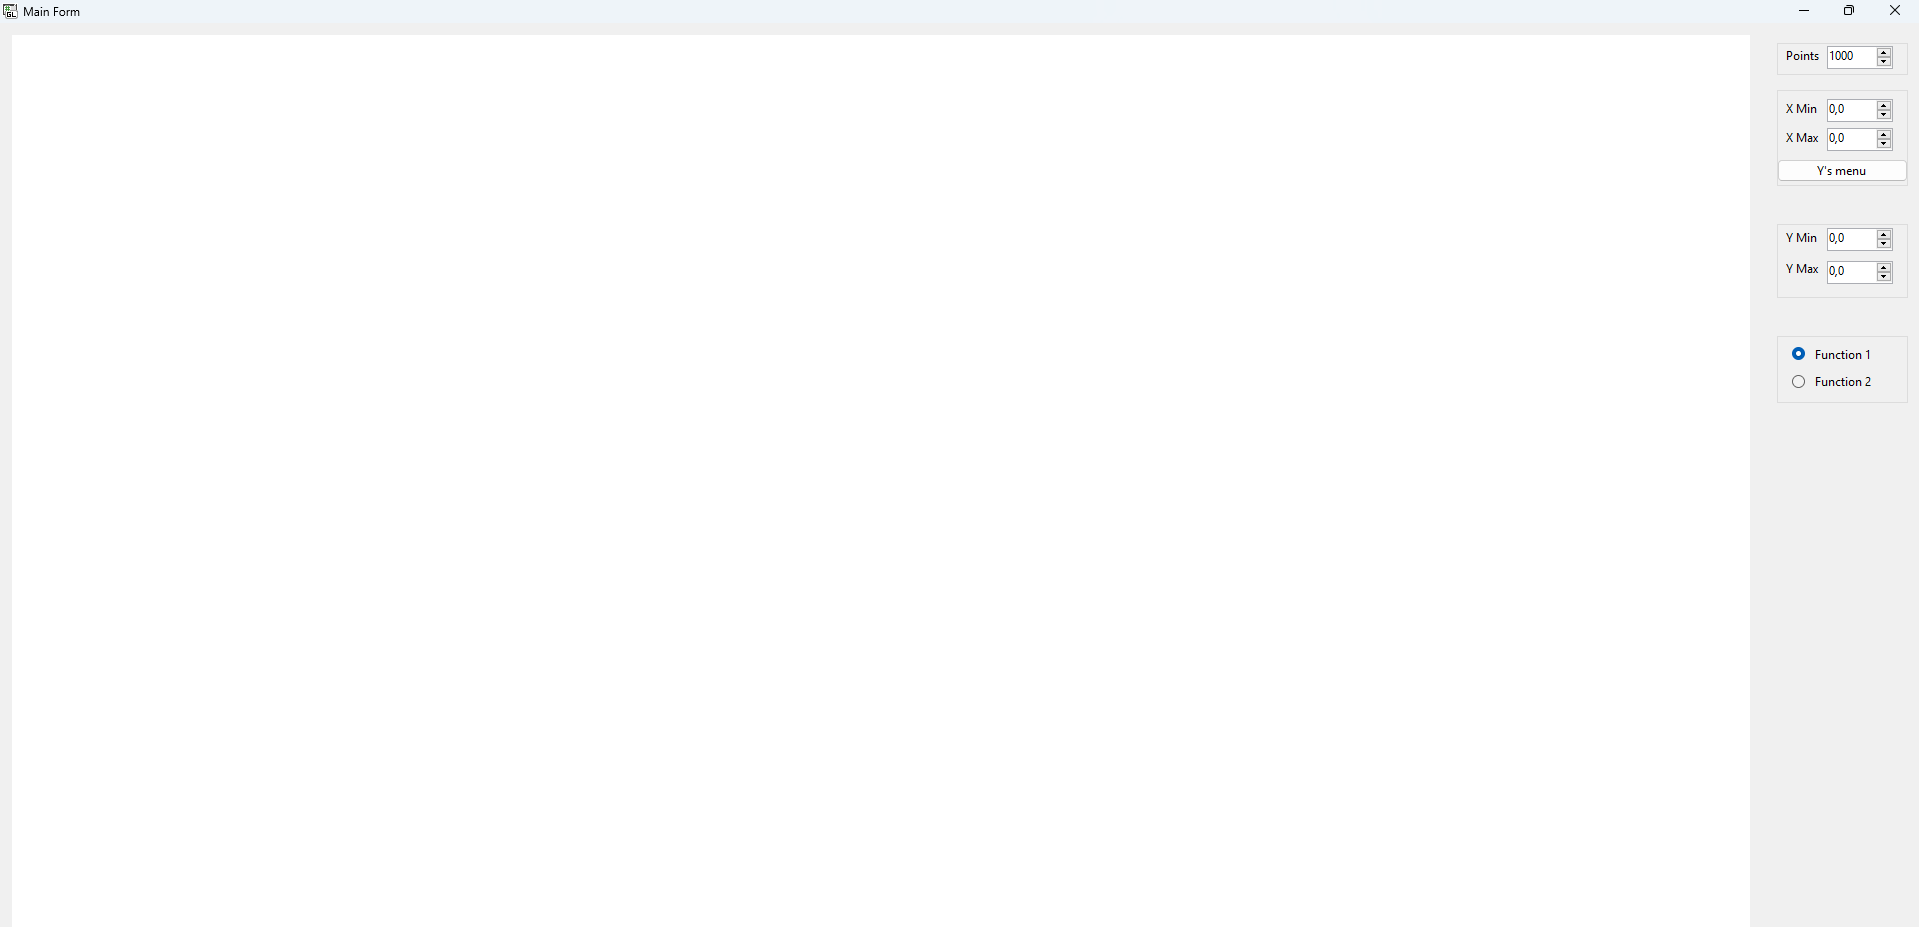 Main Form
Points 1000
X Min 0,0
X Max 0,0
Y's menu
Y Min 0,0
Y Max 0,0
Function 1
Function 2